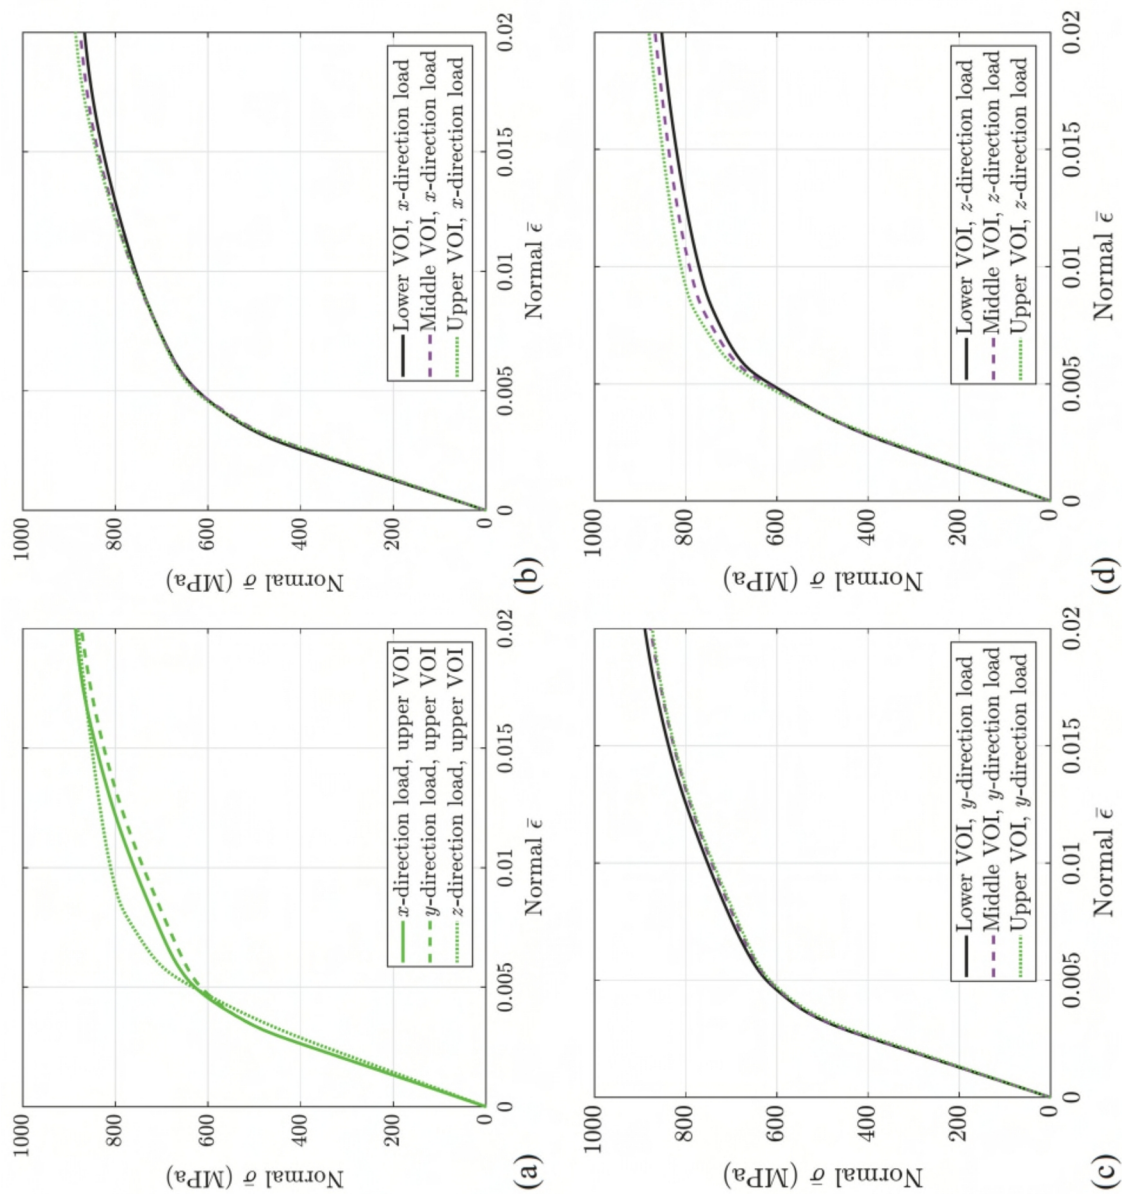 1000
800
600
400
200
0
Normal σ̄ (MPa)
0
0.005
0.01
0.015
0.02
Normal ε̄
x-direction load, upper VOI
y-direction load, upper VOI
z-direction load, upper VOI
(a)
1000
800
600
400
200
0
Normal σ̄ (MPa)
0
0.005
0.01
0.015
0.02
Normal ε̄
Lower VOI, x-direction load
Middle VOI, x-direction load
Upper VOI, x-direction load
(b)
1000
800
600
400
200
0
Normal σ̄ (MPa)
0
0.005
0.01
0.015
0.02
Normal ε̄
Lower VOI, y-direction load
Middle VOI, y-direction load
Upper VOI, y-direction load
(c)
1000
800
600
400
200
0
Normal σ̄ (MPa)
0
0.005
0.01
0.015
0.02
Normal ε̄
Lower VOI, z-direction load
Middle VOI, z-direction load
Upper VOI, z-direction load
(d)